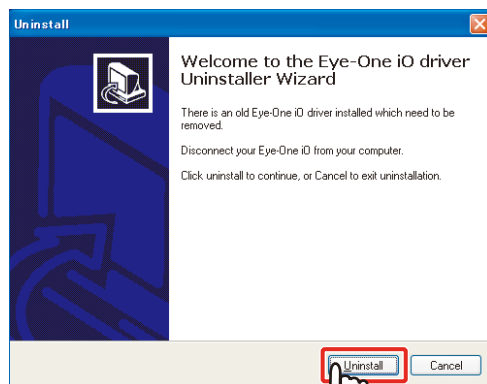 Uninstall
Welcome to the Eye-One iO driver
Uninstaller Wizard
There is an old Eye-One iO driver installed which need to be
removed.
Disconnect your Eye-One iO from your computer.
Click uninstall to continue, or Cancel to exit uninstallation.
Uninstall
Cancel